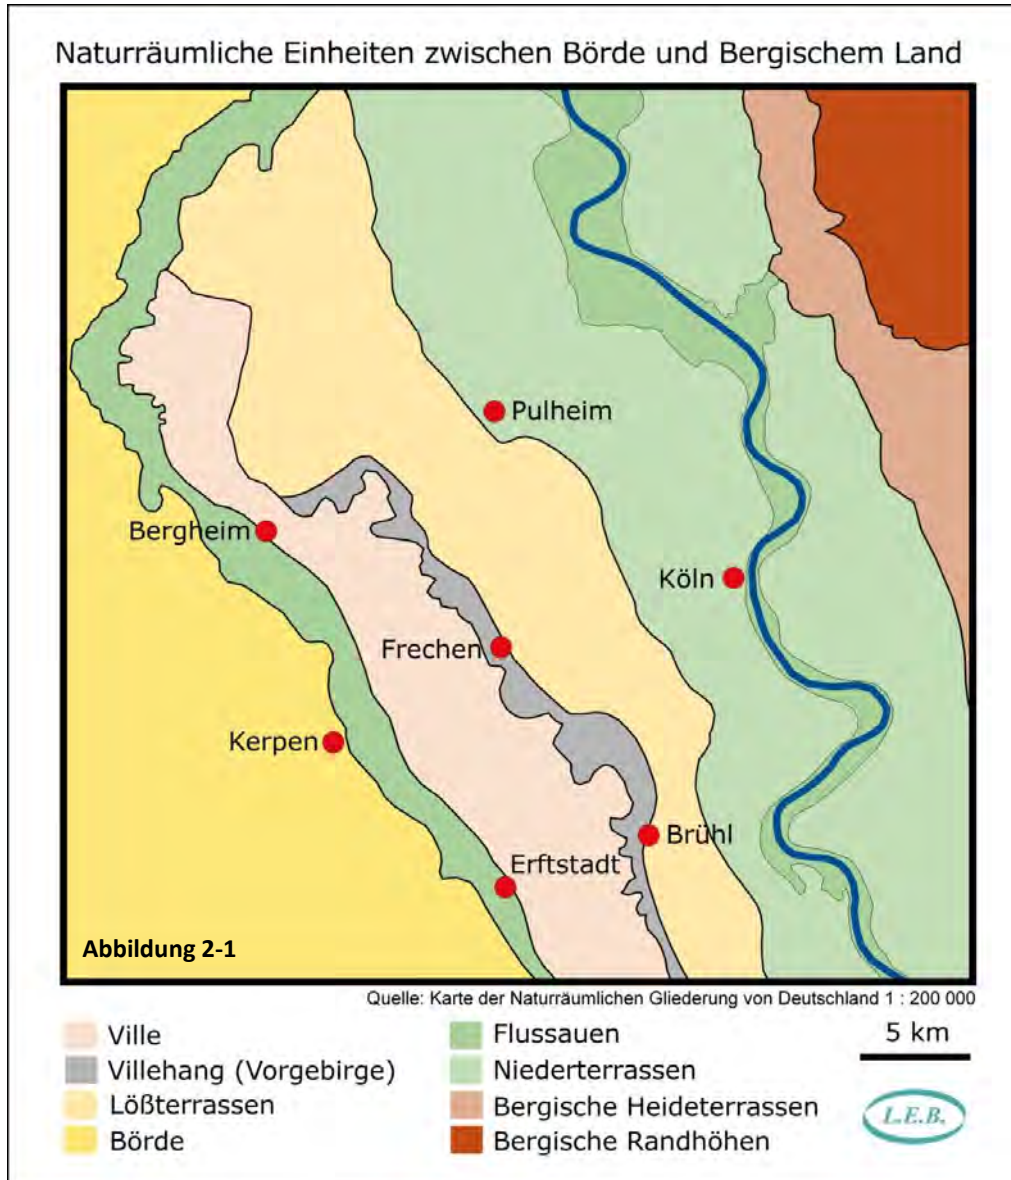 Naturräumliche Einheiten zwischen Börde und Bergischem Land
Pulheim
Bergheim
Köln
Frechen
Kerpen
Brühl
Erftstadt
Abbildung 2-1
Quelle: Karte der Naturräumlichen Gliederung von Deutschland 1 : 200 000
Ville
Villehang (Vorgebirge)
Lößterrassen
Börde
Flussauen
Niederterrassen
Bergische Heideterrassen
Bergische Randhöhen
5 km
L.E.B.